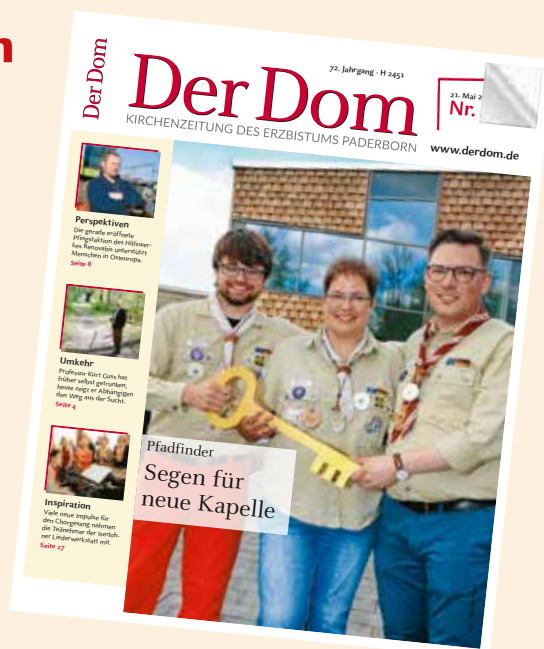 n
Der Dom
72. Jahrgang · H 2451
Der Dom
KIRCHENZEITUNG DES ERZBISTUMS PADERBORN
21. Mai
Nr.
www.derdom.de
Perspektiven
Die gerade eröffnete
Pfingstaktion des Hilfswer-
kes Renovabis unterstützt
Menschen in Osteuropa.
Seite 8
Umkehr
Professor Kurt Guss hat
früher selbst getrunken,
heute zeigt er Abhängigen
den Weg aus der Sucht.
Seite 4
Inspiration
Viele neue Impulse für
den Chorgesang nahmen
die Teilnehmer der Iserloh-
ner Liederwerkstatt mit.
Seite 27
Pfadfinder
Segen für
neue Kapelle